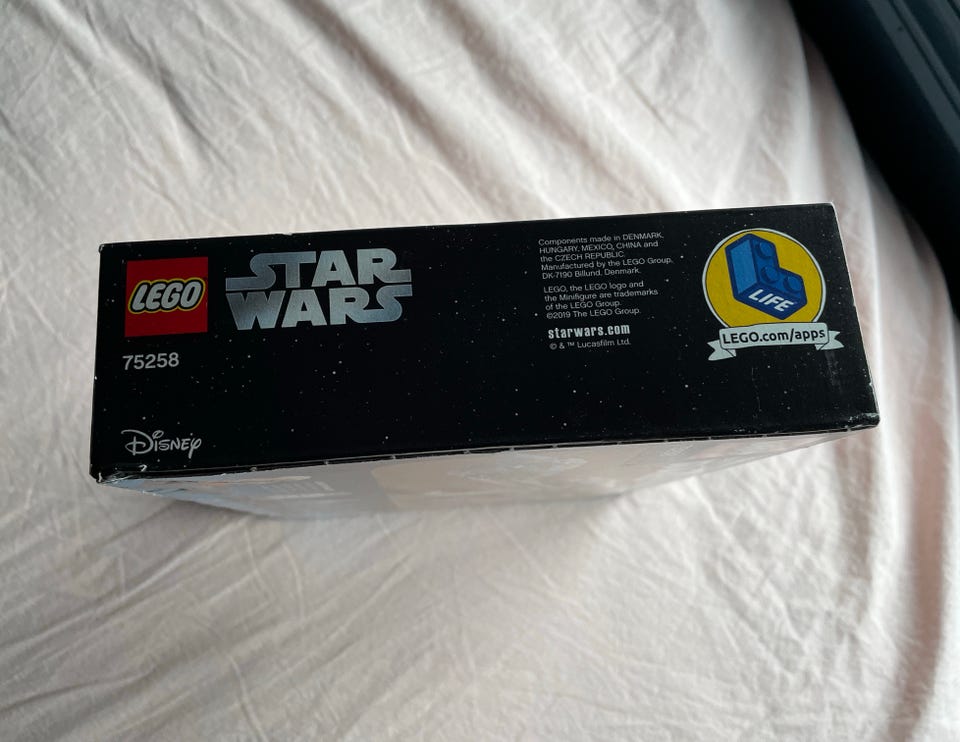 LEGO
STAR
WARS
75258
Disney
Components made in DENMARK,
HUNGARY, MEXICO, CHINA and
the CZECH REPUBLIC.
Manufactured by the LEGO Group,
DK-7190 Billund, Denmark.
LEGO, the LEGO logo and
the Minifigure are trademarks
of the LEGO Group.
©2019 The LEGO Group.
starwars.com
© & ™ Lucasfilm Ltd.
LIFE
LEGO.com/apps